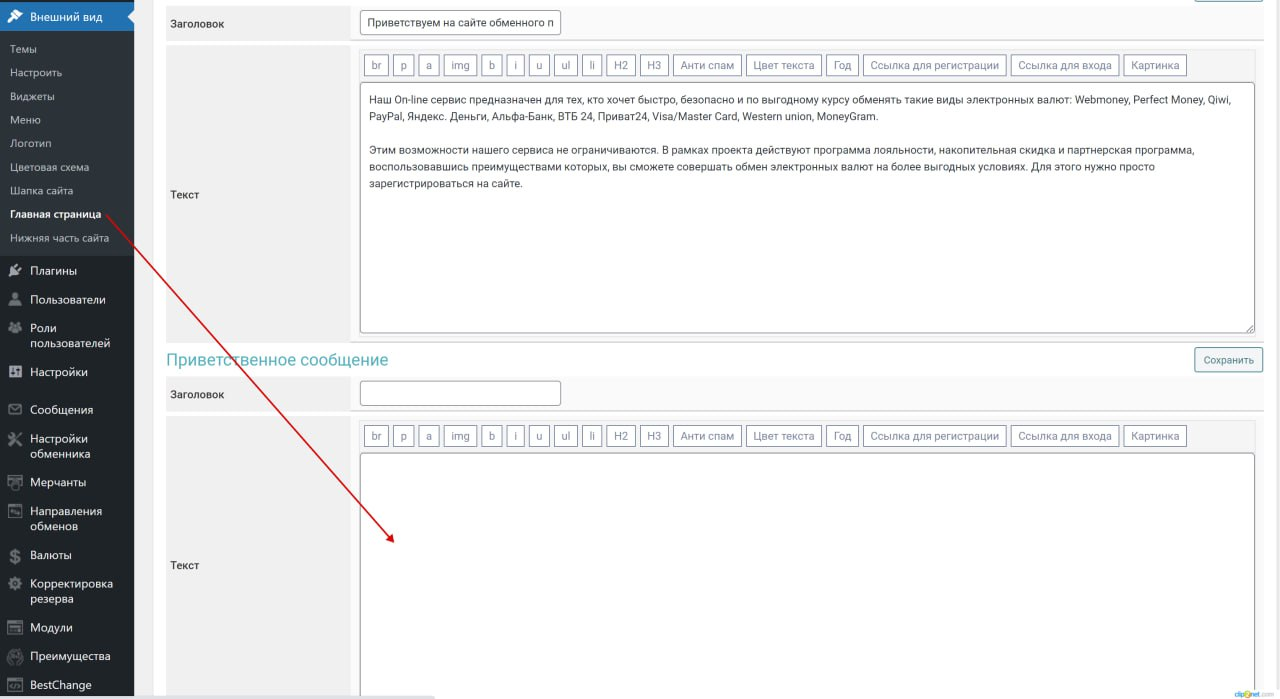 Внешний вид
Темы
Настроить
Виджеты
Меню
Логотип
Цветовая схема
Шапка сайта
Главная страница
Нижняя часть сайта
Плагины
Пользователи
Роли
пользователей
Настройки
Сообщения
Настройки
обменника
Мерчанты
Направления
обменов
Валюты
Корректировка
резерва
Модули
Преимущества
BestChange
Заголовок
Приветствуем на сайте обменного п
Текст
br p a img b i u ul li H2 H3 Анти спам Цвет текста Год Ссылка для регистрации Ссылка для входа Картинка
Наш On-line сервис предназначен для тех, кто хочет быстро, безопасно и по выгодному курсу обменять такие виды электронных валют: Webmoney, Perfect Money, Qiwi,
PayPal, Яндекс. Деньги, Альфа-Банк, ВТБ 24, Приват24, Visa/Master Card, Western union, MoneyGram.
Этим возможности нашего сервиса не ограничиваются. В рамках проекта действуют программа лояльности, накопительная скидка и партнерская программа,
воспользовавшись преимуществами которых, вы сможете совершать обмен электронных валют на более выгодных условиях. Для этого нужно просто
зарегистрироваться на сайте.
Приветственное сообщение
Сохранить
Заголовок
Текст
br p a img b i u ul li H2 H3 Анти спам Цвет текста Год Ссылка для регистрации Ссылка для входа Картинка
clip2net.com